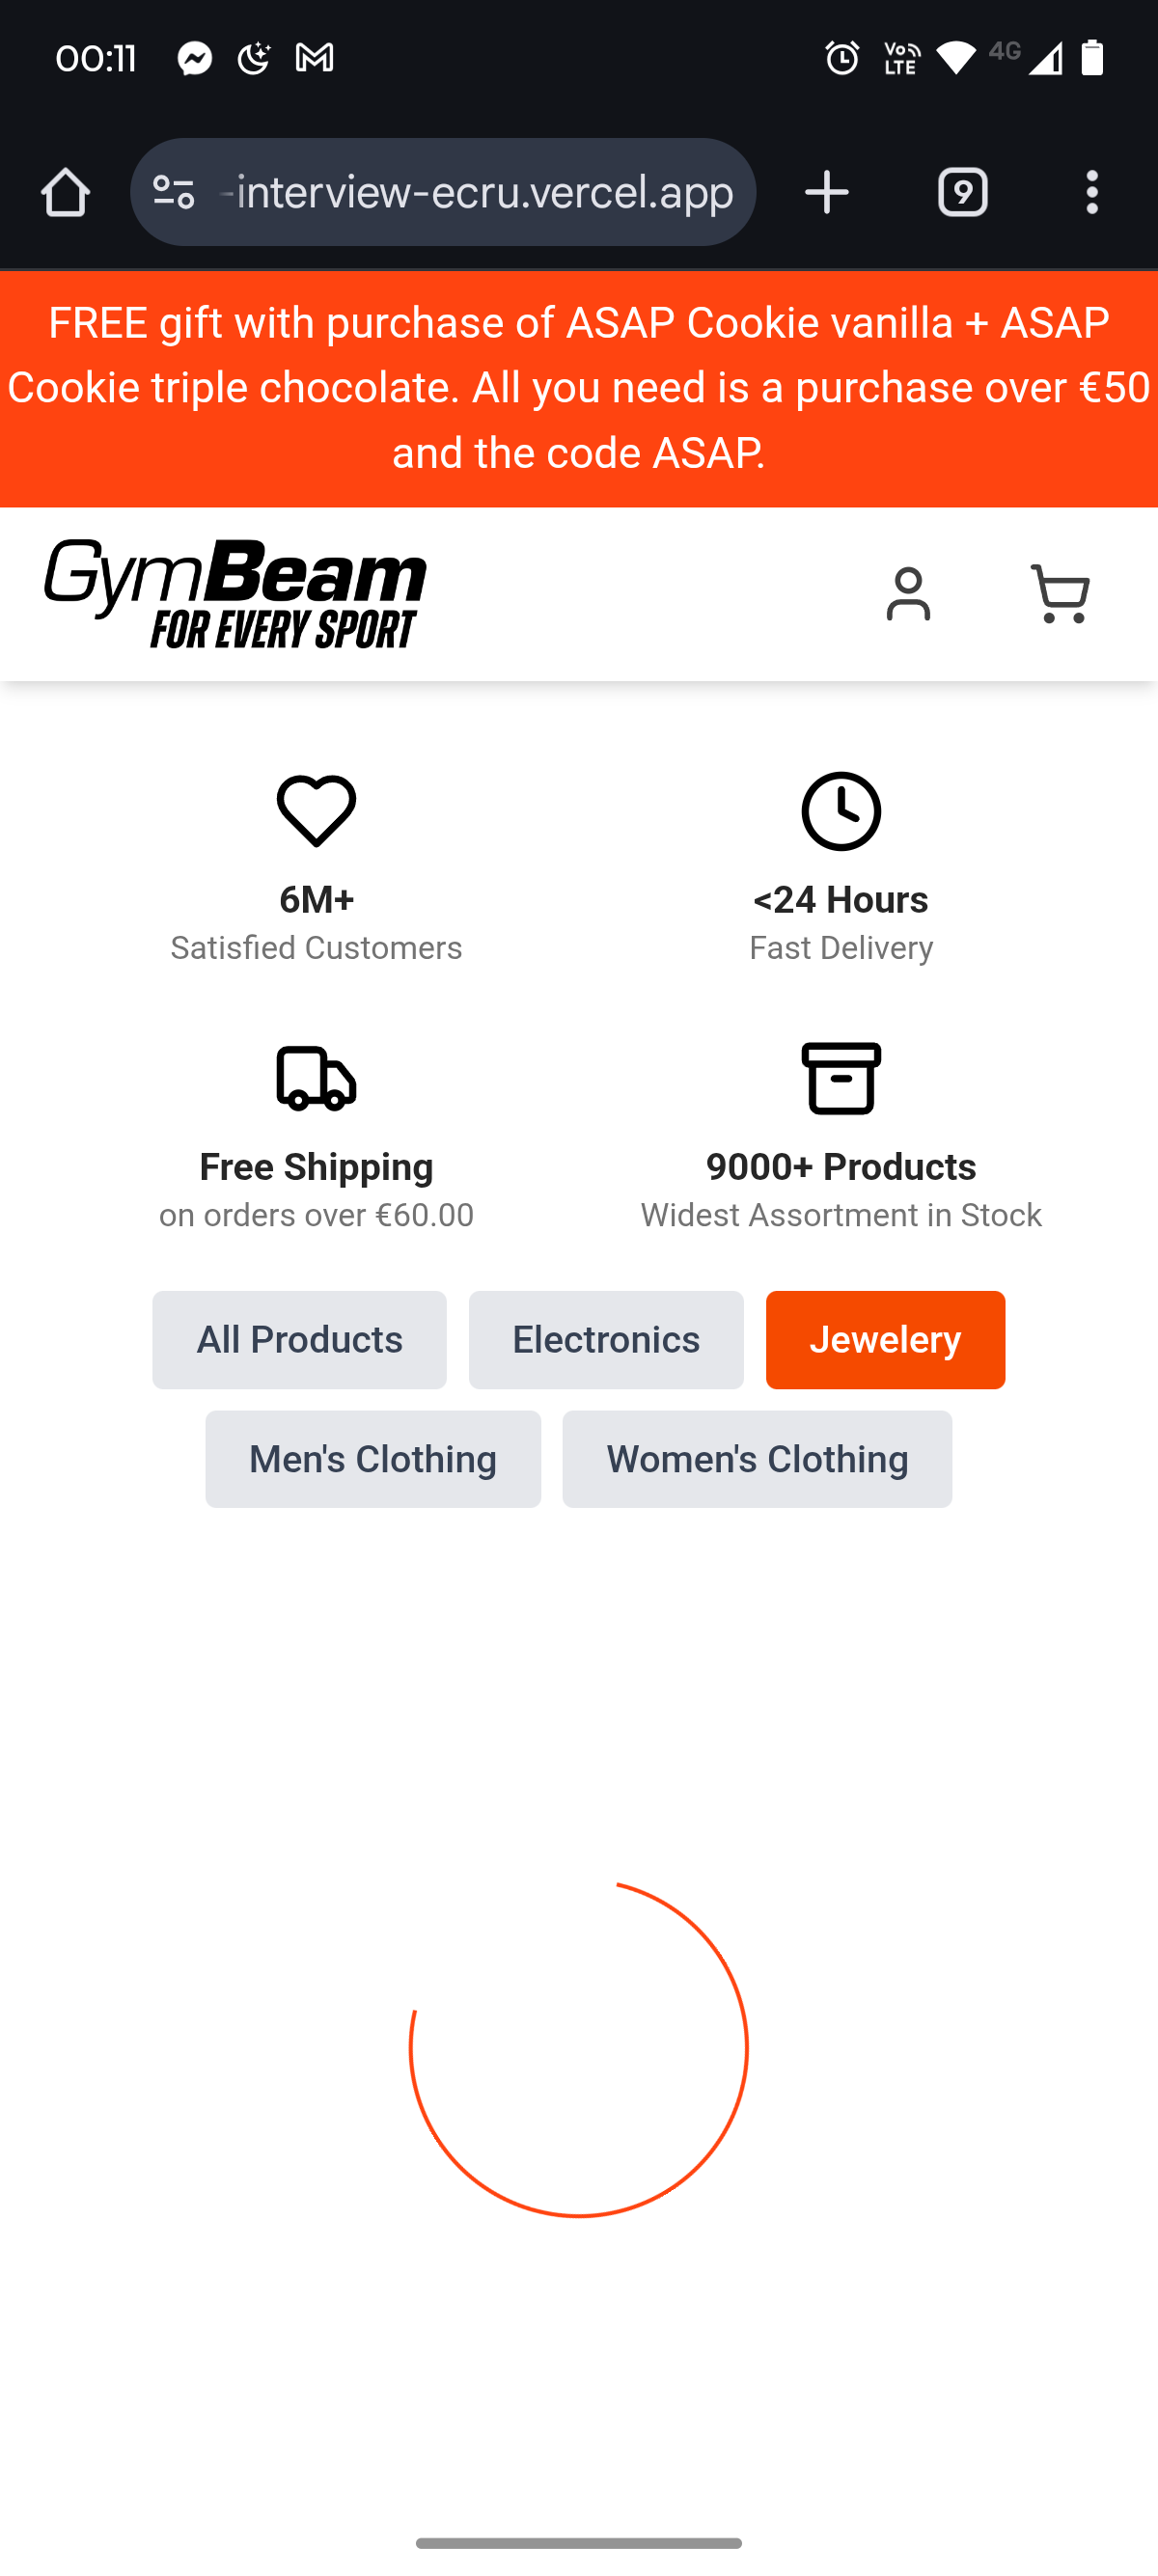 00:11
Vo
LTE
4G
-interview-ecru.vercel.app
9
FREE gift with purchase of ASAP Cookie vanilla + ASAP
Cookie triple chocolate. All you need is a purchase over €50
and the code ASAP.
GymBeam
FOR EVERY SPORT
6M+
Satisfied Customers
<24 Hours
Fast Delivery
Free Shipping
on orders over €60.00
9000+ Products
Widest Assortment in Stock
All Products
Electronics
Jewelery
Men's Clothing
Women's Clothing